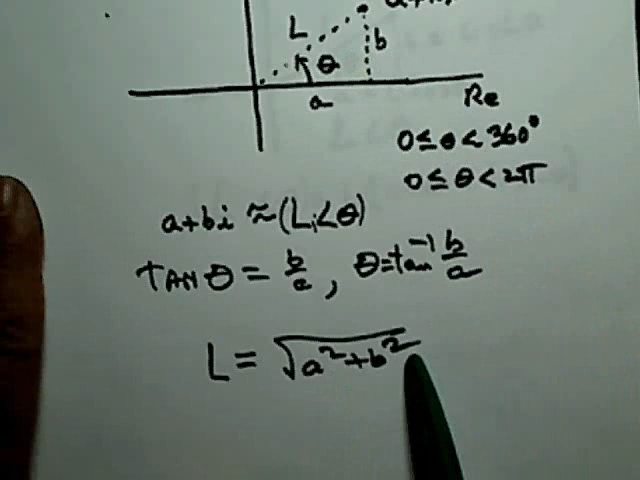 L
b
θ
a
Re
0 ≤ θ < 360°
0 ≤ θ < 2π
a+bi ≈ (L, ∠θ)
TAN θ = b/a, θ = tan⁻¹ b/a
L = √a²+b²